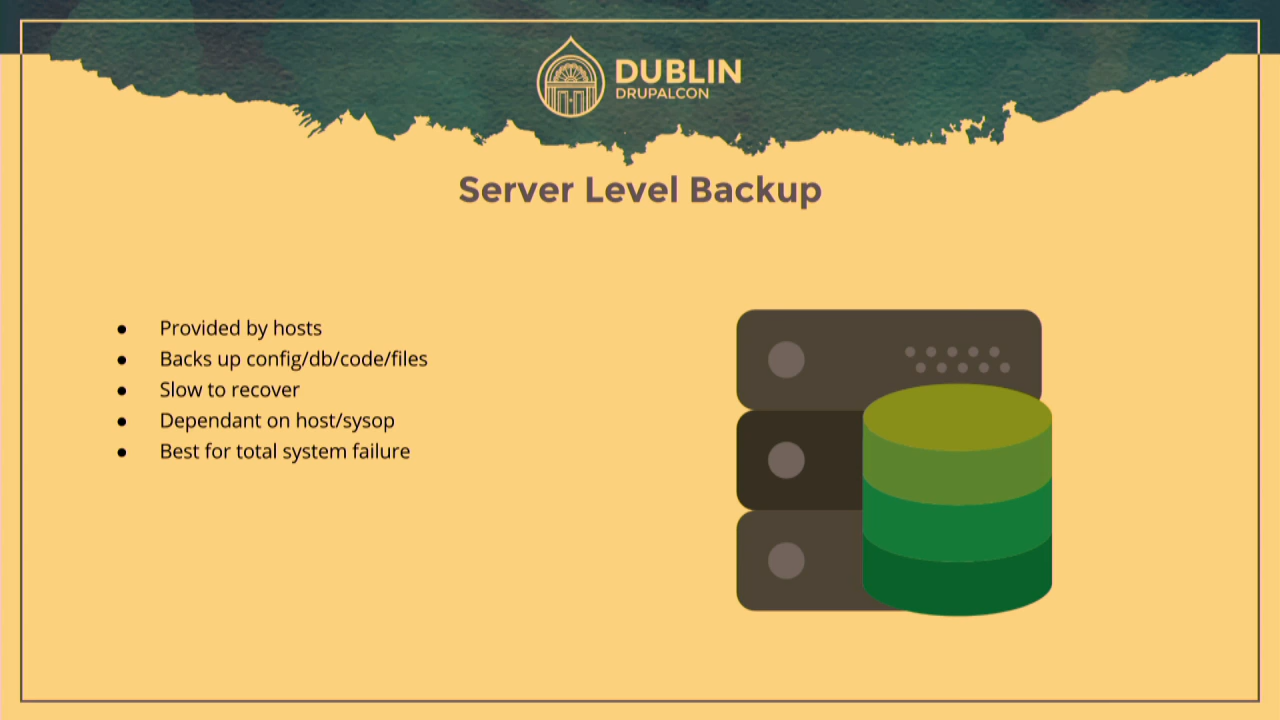 DUBLIN
DRUPALCON
Server Level Backup
● Provided by hosts
● Backs up config/db/code/files
● Slow to recover
● Dependant on host/sysop
● Best for total system failure